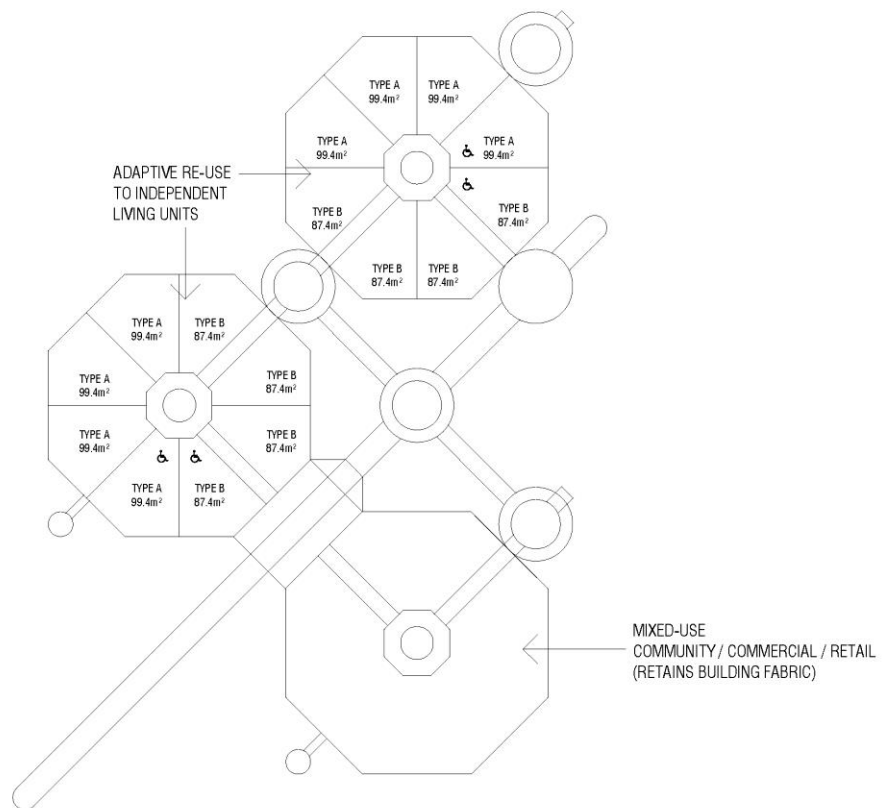 TYPE A
99.4m²
TYPE A
99.4m²
TYPE A
99.4m²
TYPE A
99.4m²
TYPE B
87.4m²
TYPE B
87.4m²
TYPE B
87.4m²
TYPE B
87.4m²
ADAPTIVE RE-USE
TO INDEPENDENT
LIVING UNITS
TYPE A
99.4m²
TYPE B
87.4m²
TYPE A
99.4m²
TYPE B
87.4m²
TYPE A
99.4m²
TYPE B
87.4m²
TYPE A
99.4m²
TYPE B
87.4m²
MIXED-USE
COMMUNITY / COMMERCIAL / RETAIL
(RETAINS BUILDING FABRIC)